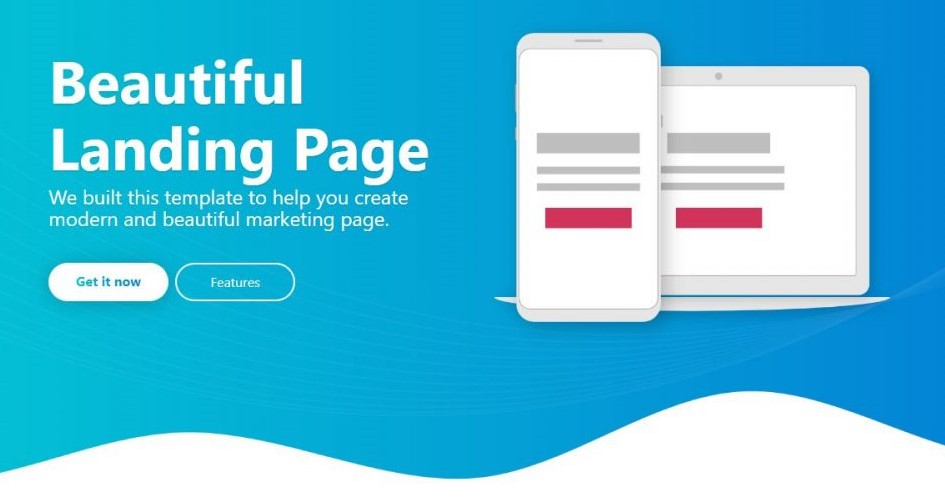 Beautiful
Landing Page
We built this template to help you create
modern and beautiful marketing page.
Get it now
Features